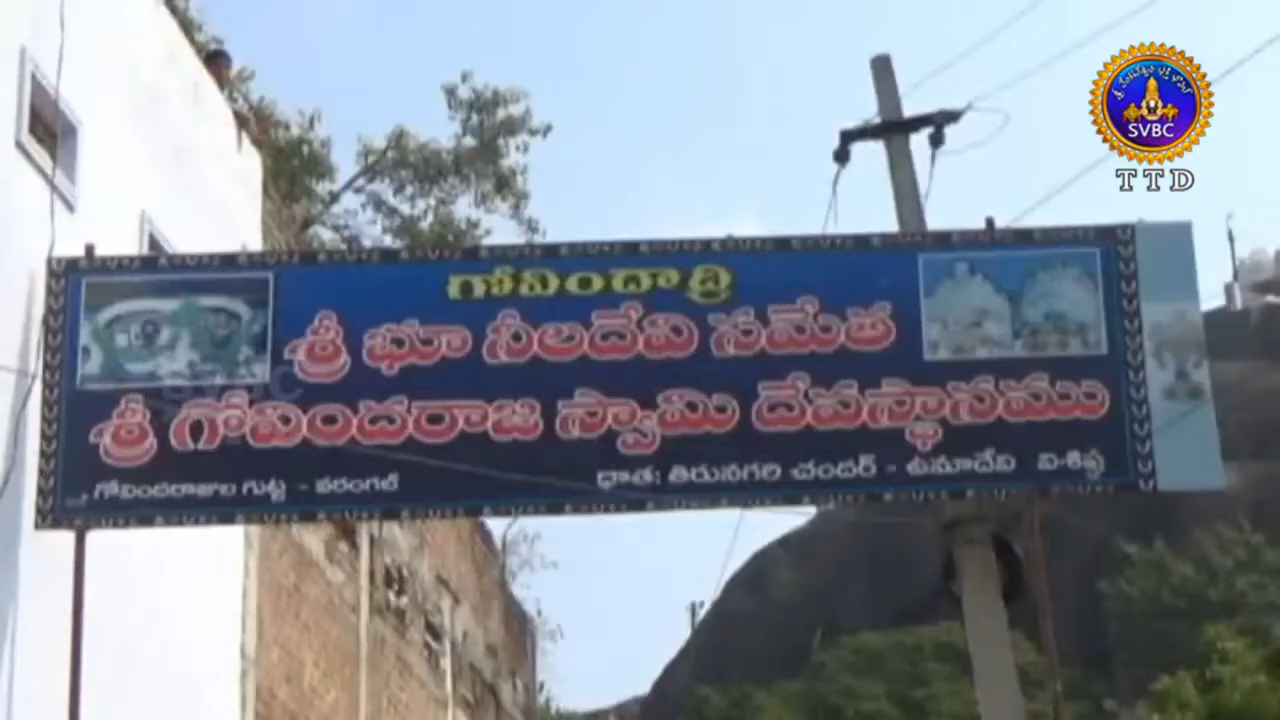 గోవిందాద్రి
శ్రీ భూ నీలదేవి సమేత
శ్రీ గోవిందరాజ స్వామి దేవస్థానము
గోవిందరాజుల గుట్ట - వరంగల్
ధాత: తిరునగరి చందర్ - ఉమాదేవి
SVBC
TTD